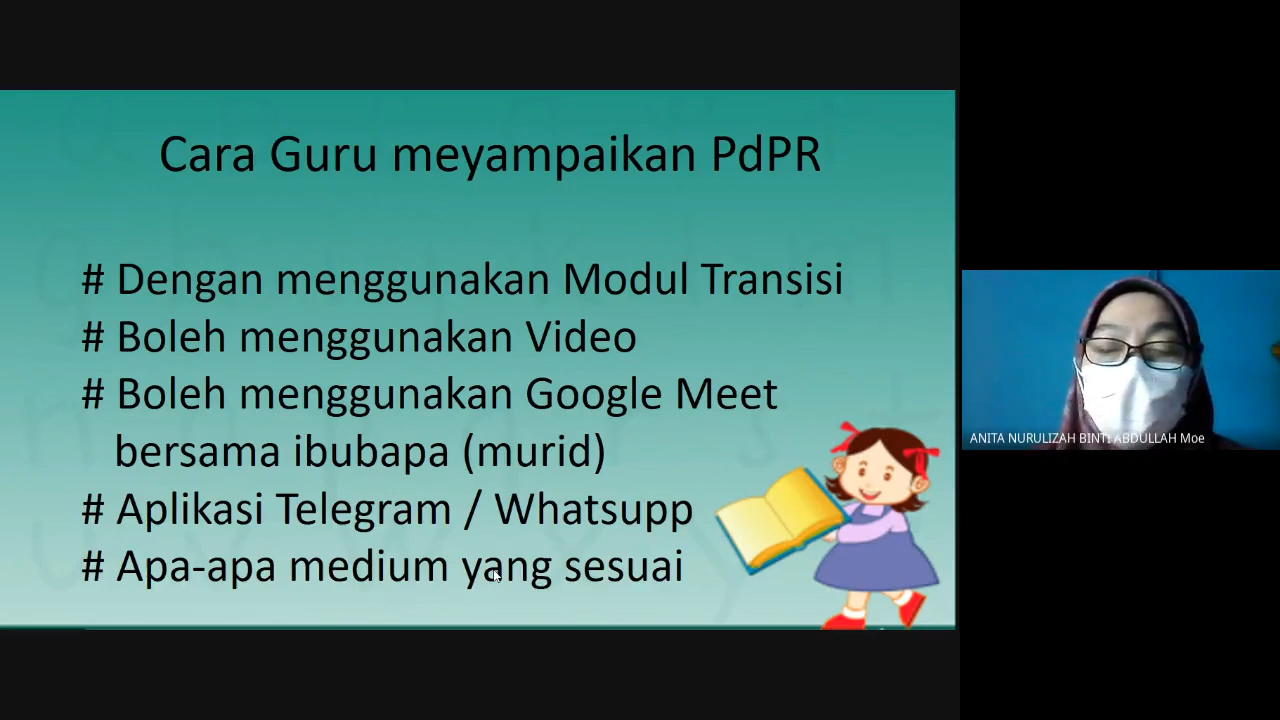 Cara Guru meyampaikan PdPR
# Dengan menggunakan Modul Transisi
# Boleh menggunakan Video
# Boleh menggunakan Google Meet
bersama ibubapa (murid)
# Aplikasi Telegram / Whatsupp
# Apa-apa medium yang sesuai
ANITA NURULIZAH BINTI ABDULLAH Moe